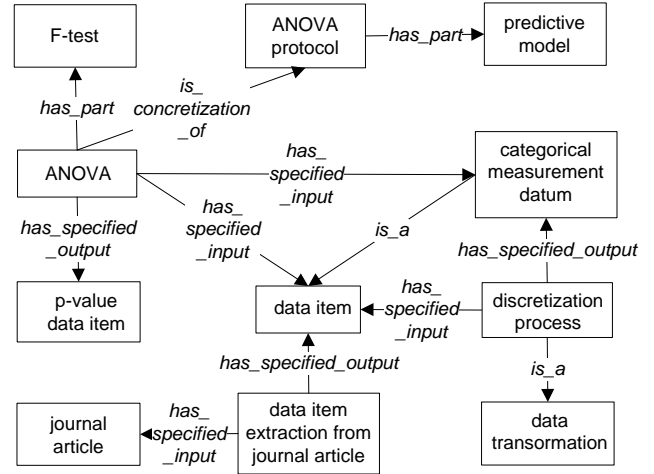 F-test
ANOVA
protocol
has_part
predictive
model
is_
concretization
_of
has_part
ANOVA
has_
specified
_input
categorical
measurement
datum
has_
specified
_input
is_a
has_specified
_output
has_specified_output
p-value
data item
data item
has_
specified
_input
discretization
process
has_specified_output
is_a
journal
article
has_
specified
_input
data item
extraction from
journal article
data
transormation